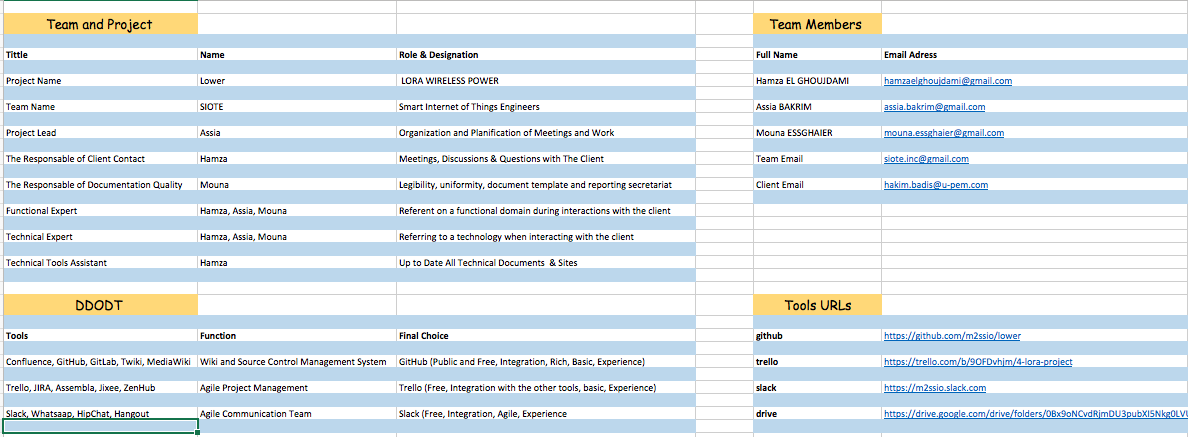 Team and Project
Team Members
Tittle Name Role & Designation
Full Name Email Adress
Project Name Lower LORA WIRELESS POWER
Hamza EL GHOUJDAMI hamzaelghoujdami@gmail.com
Team Name SIOTE Smart Internet of Things Engineers
Assia BAKRIM assia.bakrim@gmail.com
Project Lead Assia Organization and Planification of Meetings and Work
Mouna ESSGHAIER mouna.essghaier@gmail.com
The Responsable of Client Contact Hamza Meetings, Discussions & Questions with The Client
Team Email siote.inc@gmail.com
The Responsable of Documentation Quality Mouna Legibility, uniformity, document template and reporting secretariat
Client Email hakim.badis@u-pem.com
Functional Expert Hamza, Assia, Mouna Referent on a functional domain during interactions with the client
Technical Expert Hamza, Assia, Mouna Referring to a technology when interacting with the client
Technical Tools Assistant Hamza Up to Date All Technical Documents & Sites
DDODT
Tools URLs
Tools Function Final Choice
github https://github.com/m2ssio/lower
Confluence, GitHub, GitLab, Twiki, MediaWiki Wiki and Source Control Management System GitHub (Public and Free, Integration, Rich, Basic, Experience)
trello https://trello.com/b/9OFDvhjm/4-lora-project
Trello, JIRA, Assembla, Jixee, ZenHub Agile Project Management Trello (Free, Integration with the other tools, basic, Experience)
slack https://m2ssio.slack.com
Slack, Whatsaap, HipChat, Hangout Agile Communication Team Slack (Free, Integration, Agile, Experience
drive https://drive.google.com/drive/folders/0Bx9oNCvdRjmDU3pubXI5Nkg0LVU